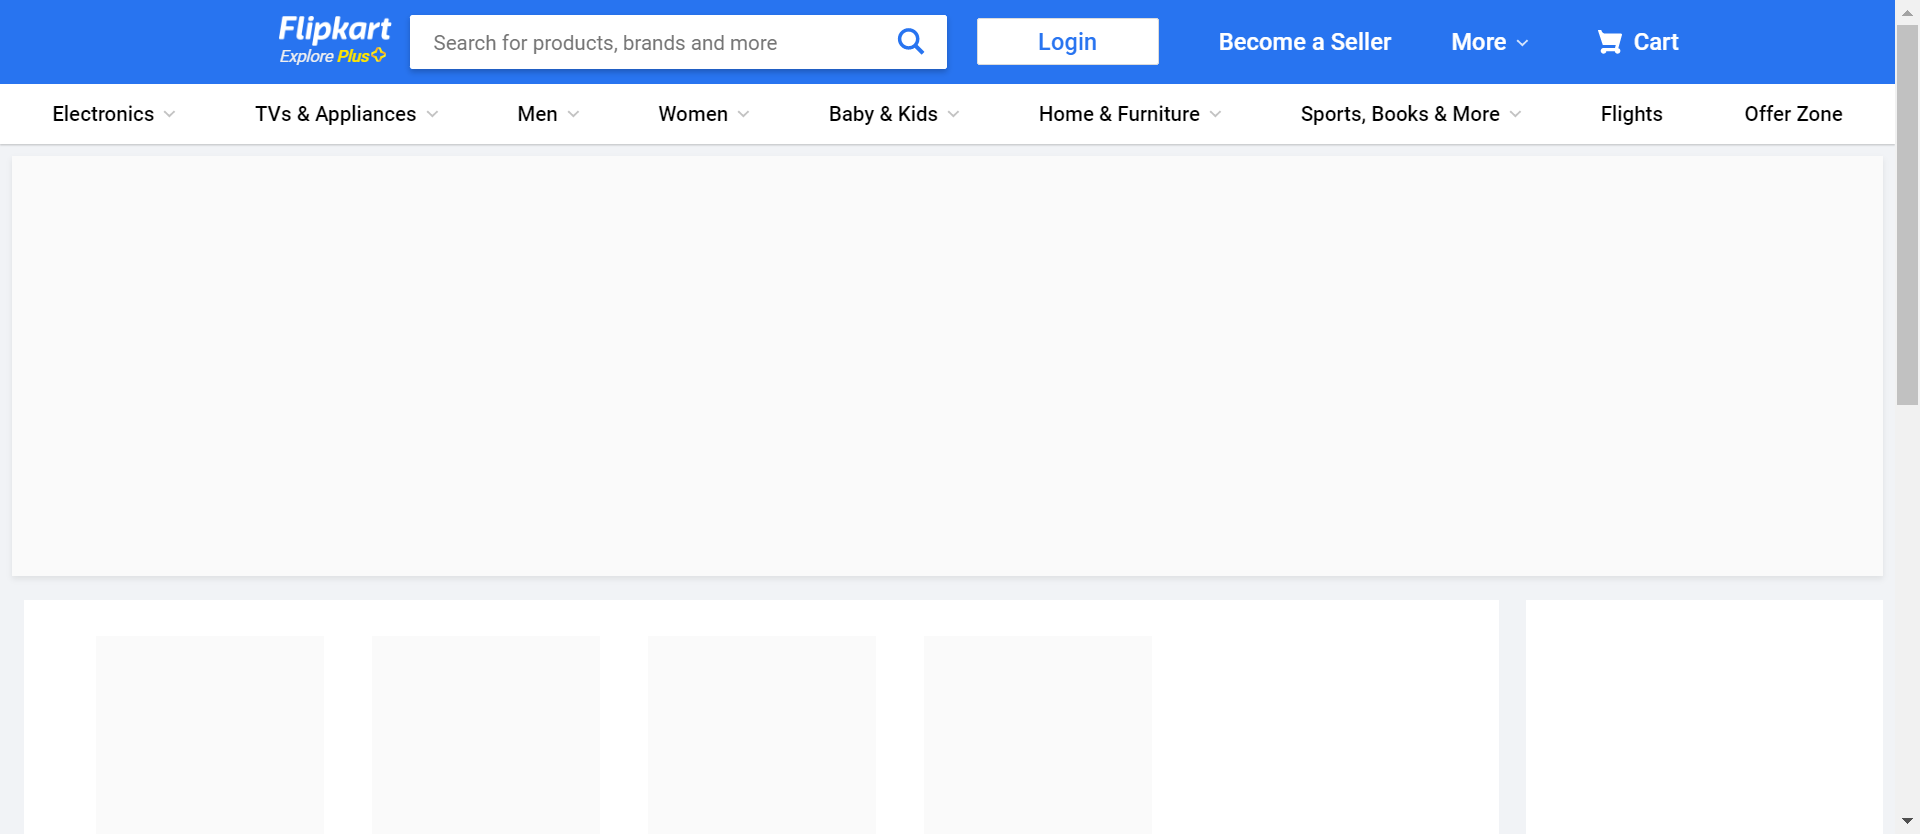 Flipkart
Explore Plus
Search for products, brands and more
Login
Become a Seller
More
Cart
Electronics
TVs & Appliances
Men
Women
Baby & Kids
Home & Furniture
Sports, Books & More
Flights
Offer Zone